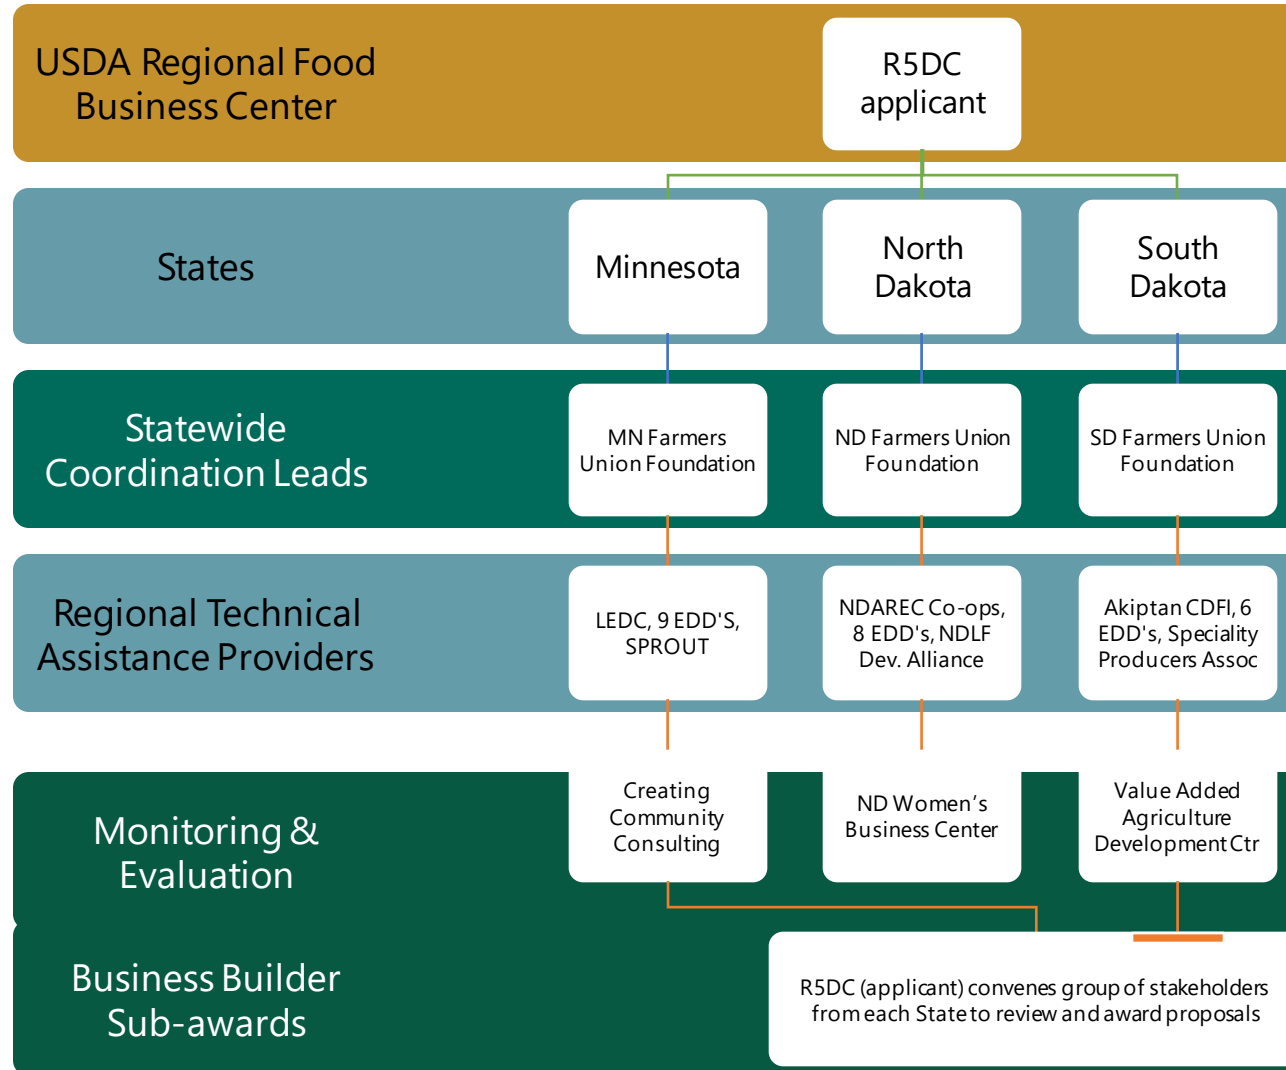 USDA Regional Food
Business Center
R5DC
applicant
States
Minnesota
North
Dakota
South
Dakota
Statewide
Coordination Leads
MN Farmers
Union Foundation
ND Farmers Union
Foundation
SD Farmers Union
Foundation
Regional Technical
Assistance Providers
LEDC, 9 EDD'S,
SPROUT
NDAREC Co-ops,
8 EDD's, NDLF
Dev. Alliance
Akiptan CDFI, 6
EDD's, Speciality
Producers Assoc
Monitoring &
Evaluation
Creating
Community
Consulting
ND Women’s
Business Center
Value Added
Agriculture
Development Ctr
Business Builder
Sub-awards
R5DC (applicant) convenes group of stakeholders
from each State to review and award proposals